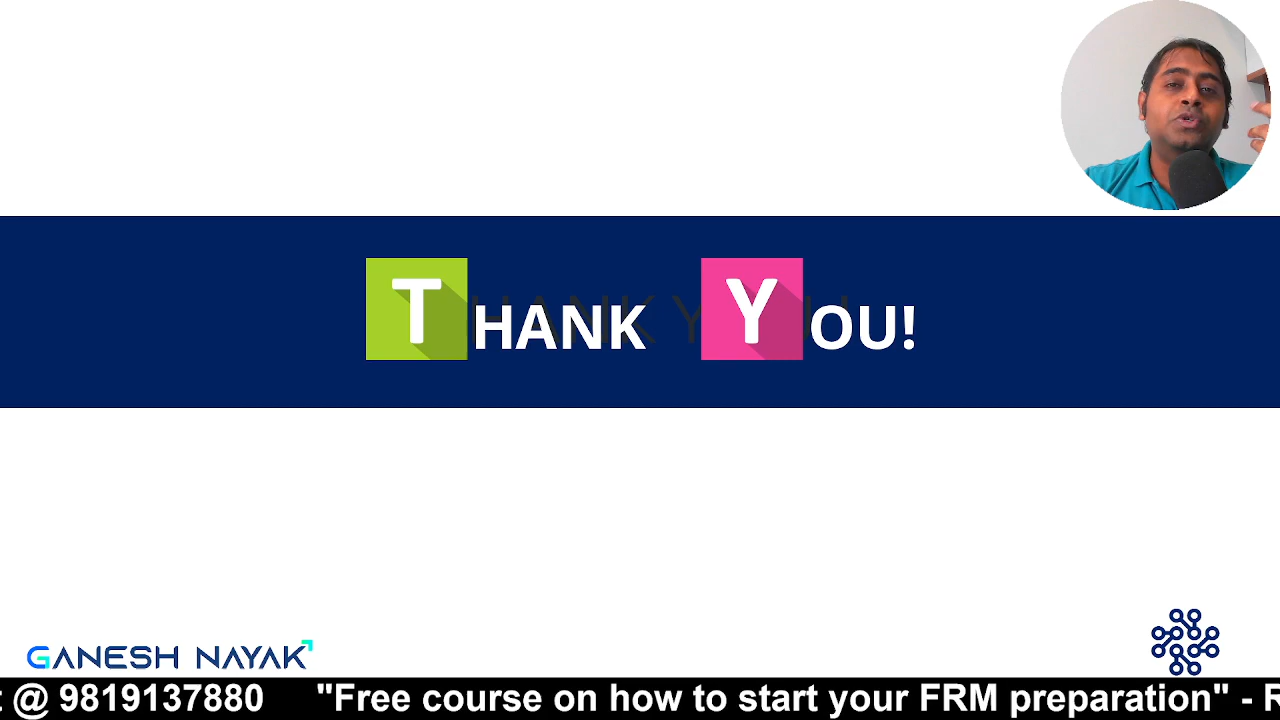 THANK YOU!
GANESH NAYAK
@ 9819137880 "Free course on how to start your FRM preparation" -